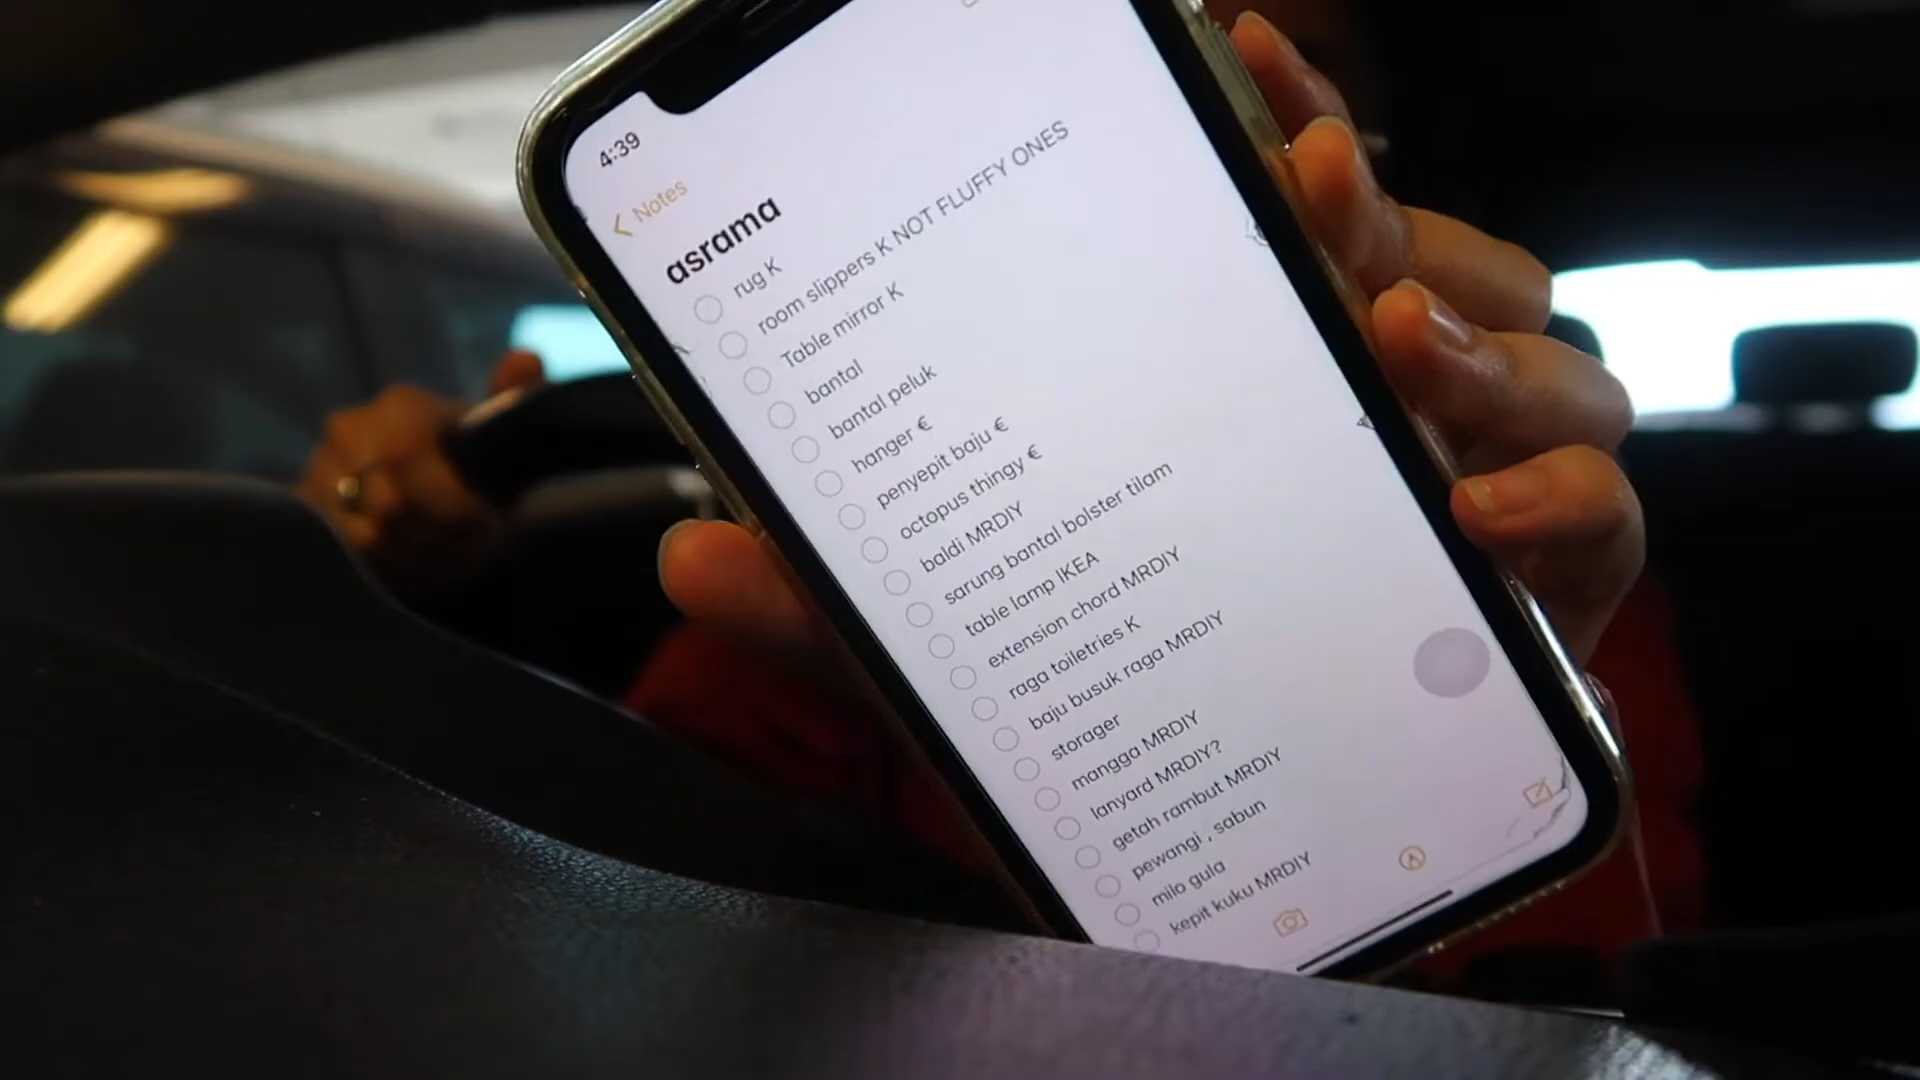 4:39
Notes
asrama
rug K
room slippers K NOT FLUFFY ONES
Table mirror K
bantal
bantal peluk
hanger €
penyepit baju €
octopus thingy €
baldi MRDIY
sarung bantal bolster tilam
table lamp IKEA
extension chord MRDIY
raga toiletries K
baju busuk raga MRDIY
storager
mangga MRDIY
lanyard MRDIY?
getah rambut MRDIY
pewangi , sabun
milo gula
kepit kuku MRDIY